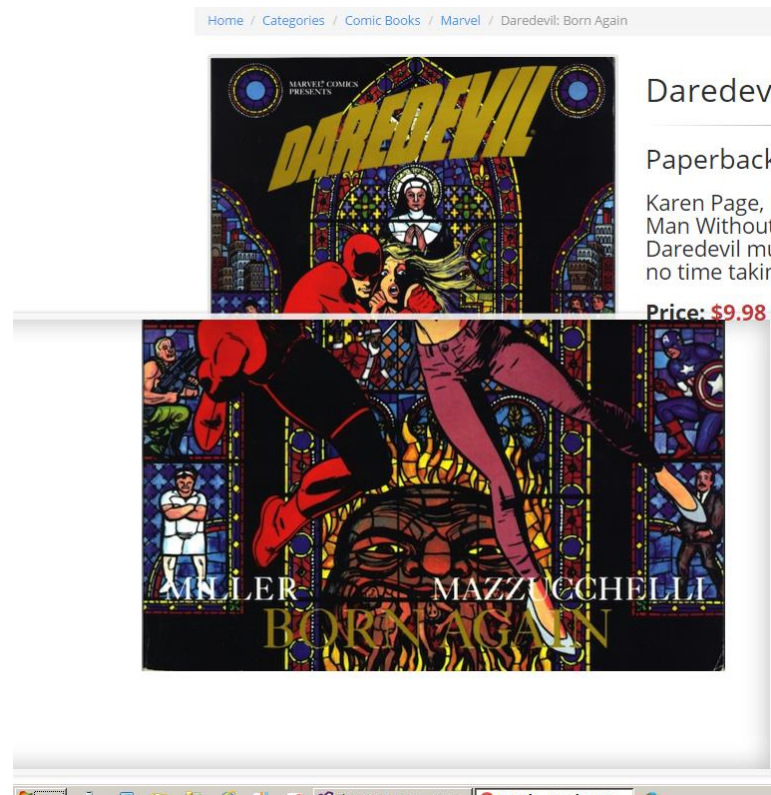 Home / Categories / Comic Books / Marvel / Daredevil: Born Again
MARVEL COMICS
PRESENTS
DAREDEVIL
Daredev
Paperback
Karen Page,
Man Without
Daredevil mu
no time takin
Price: $9.98
MILLER MAZZUCCHELLI
BORN AGAIN